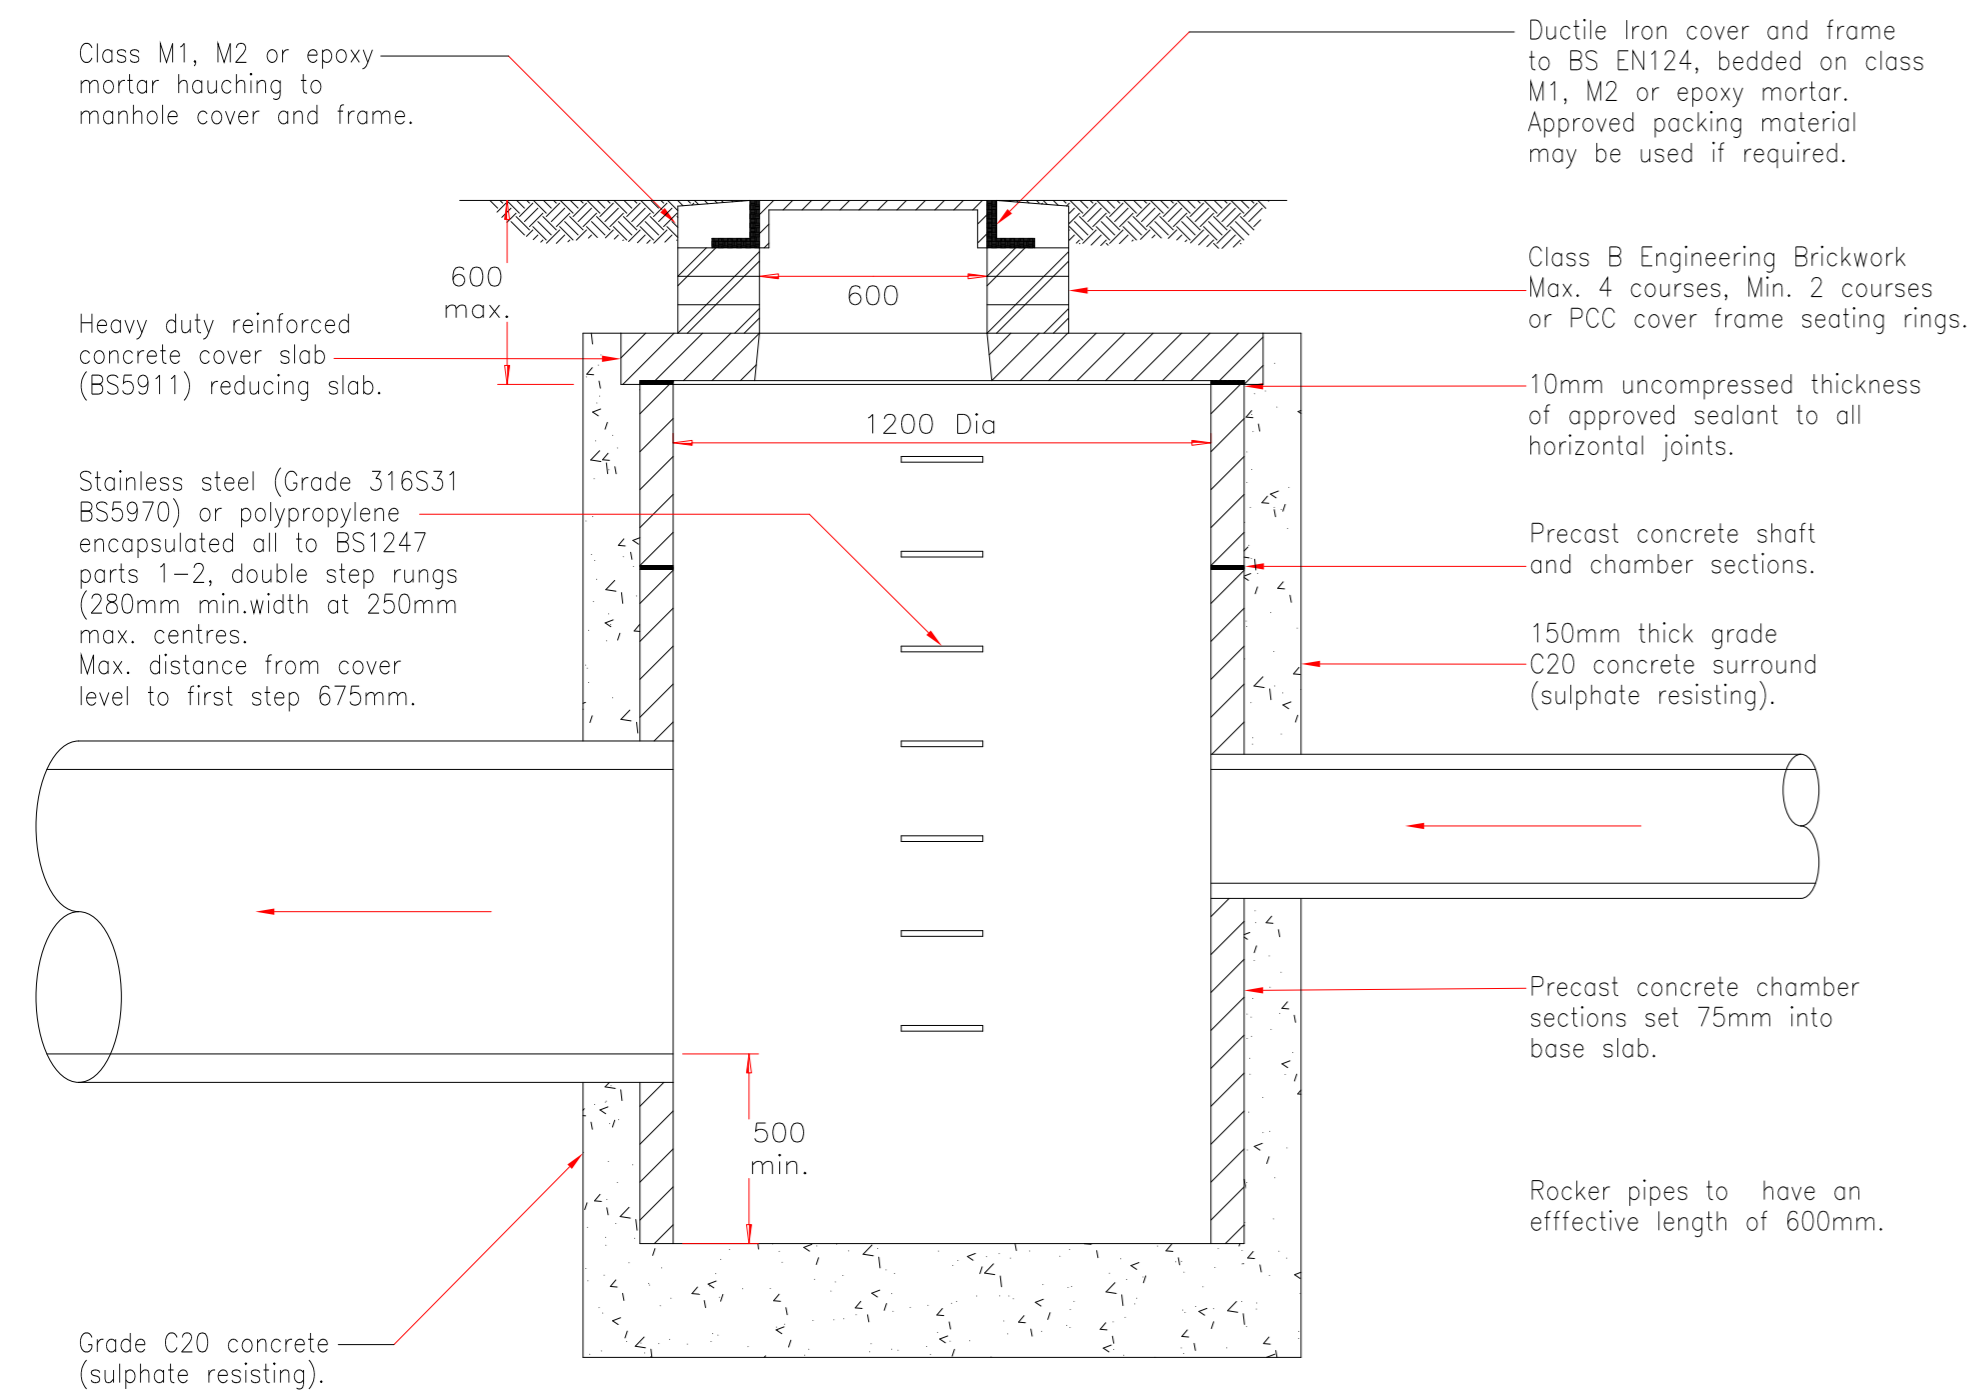 Class M1, M2 or epoxy
mortar hauching to
manhole cover and frame.
Ductile Iron cover and frame
to BS EN124, bedded on class
M1, M2 or epoxy mortar.
Approved packing material
may be used if required.
600
max.
600
Class B Engineering Brickwork
Max. 4 courses, Min. 2 courses
or PCC cover frame seating rings.
Heavy duty reinforced
concrete cover slab
(BS5911) reducing slab.
10mm uncompressed thickness
of approved sealant to all
horizontal joints.
1200 Dia
Stainless steel (Grade 316S31
BS5970) or polypropylene
encapsulated all to BS1247
parts 1-2, double step rungs
(280mm min.width at 250mm
max. centres.
Max. distance from cover
level to first step 675mm.
Precast concrete shaft
and chamber sections.
150mm thick grade
C20 concrete surround
(sulphate resisting).
Precast concrete chamber
sections set 75mm into
base slab.
500
min.
Rocker pipes to have an
efffective length of 600mm.
Grade C20 concrete
(sulphate resisting).